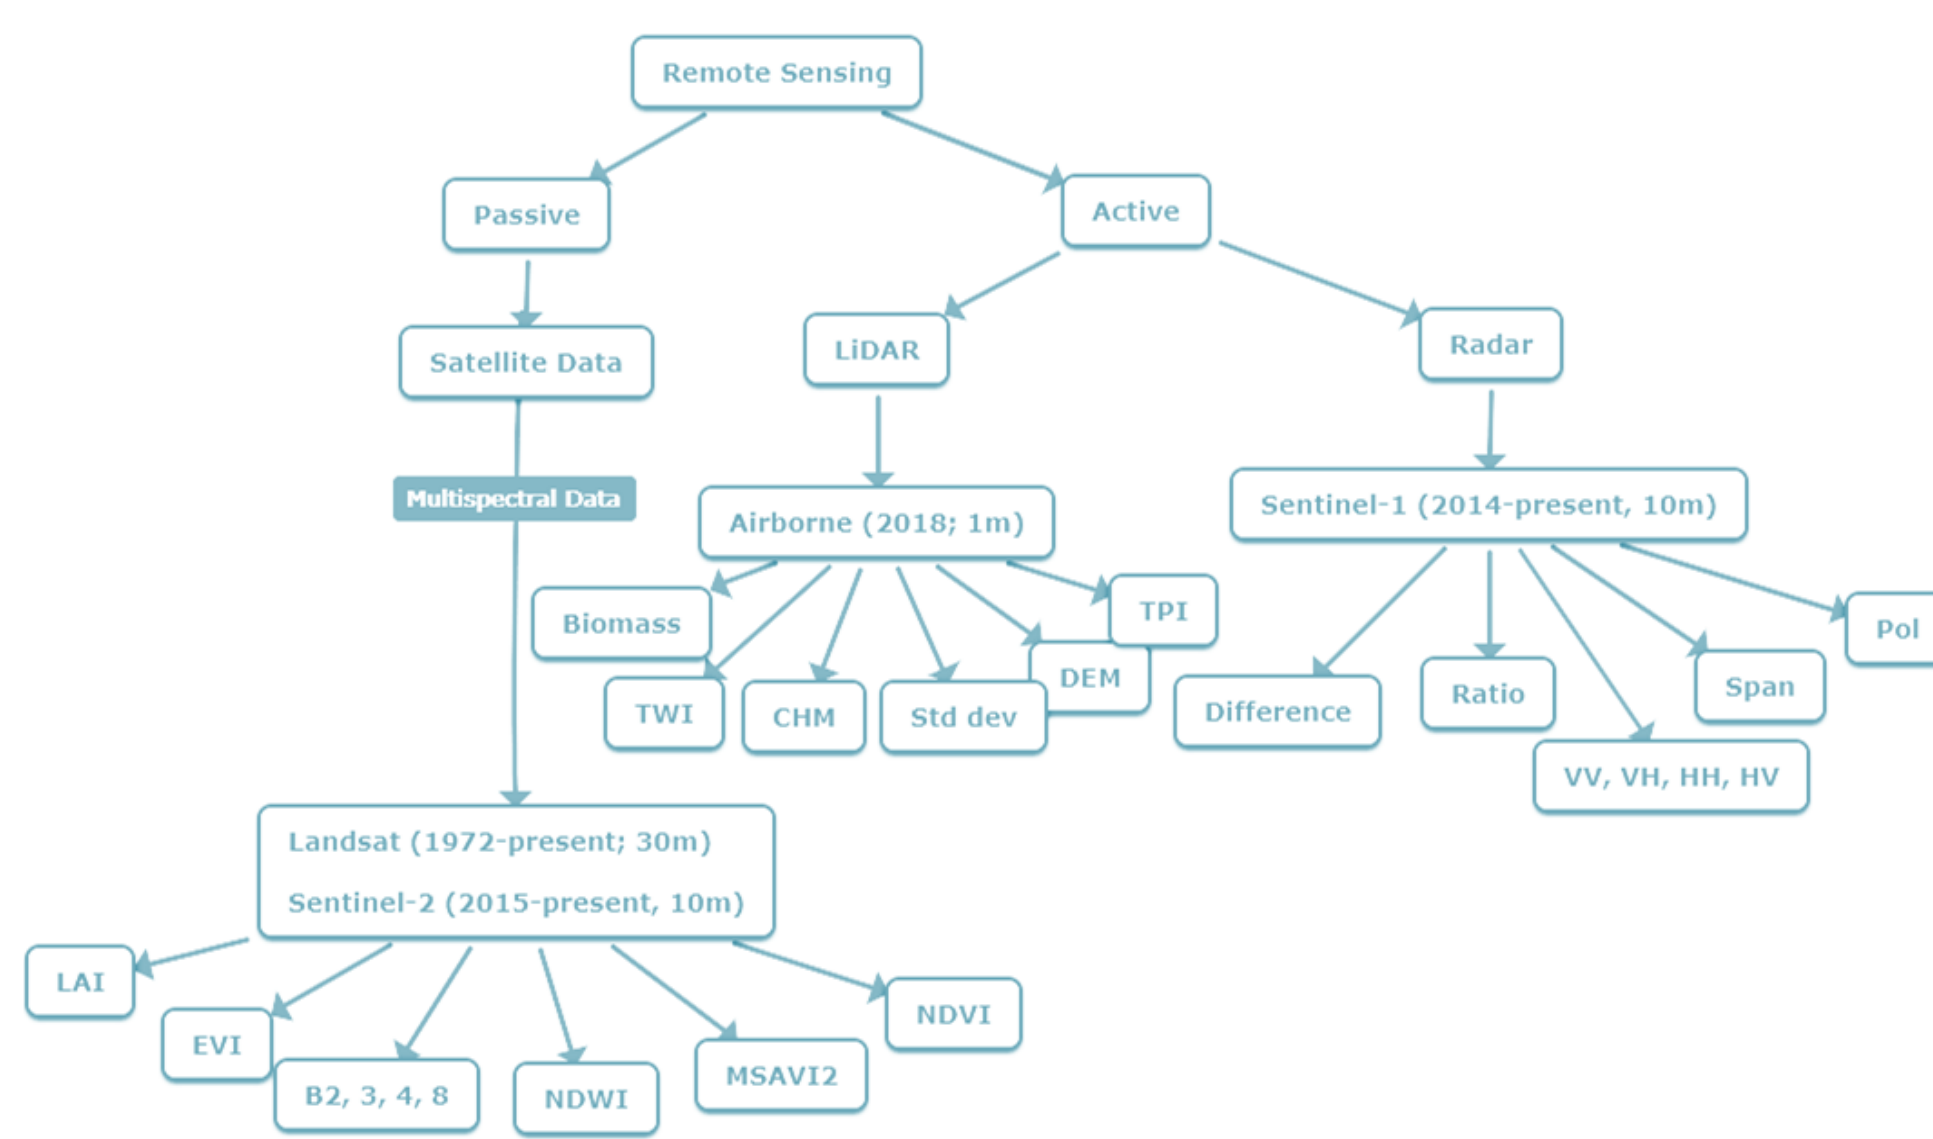 Remote Sensing
Passive
Active
Satellite Data
LiDAR
Radar
Multispectral Data
Airborne (2018; 1m)
Sentinel-1 (2014-present, 10m)
Biomass
TWI
CHM
Std dev
DEM
TPI
Difference
Ratio
VV, VH, HH, HV
Span
Pol
Landsat (1972-present; 30m)
Sentinel-2 (2015-present, 10m)
LAI
EVI
B2, 3, 4, 8
NDWI
MSAVI2
NDVI